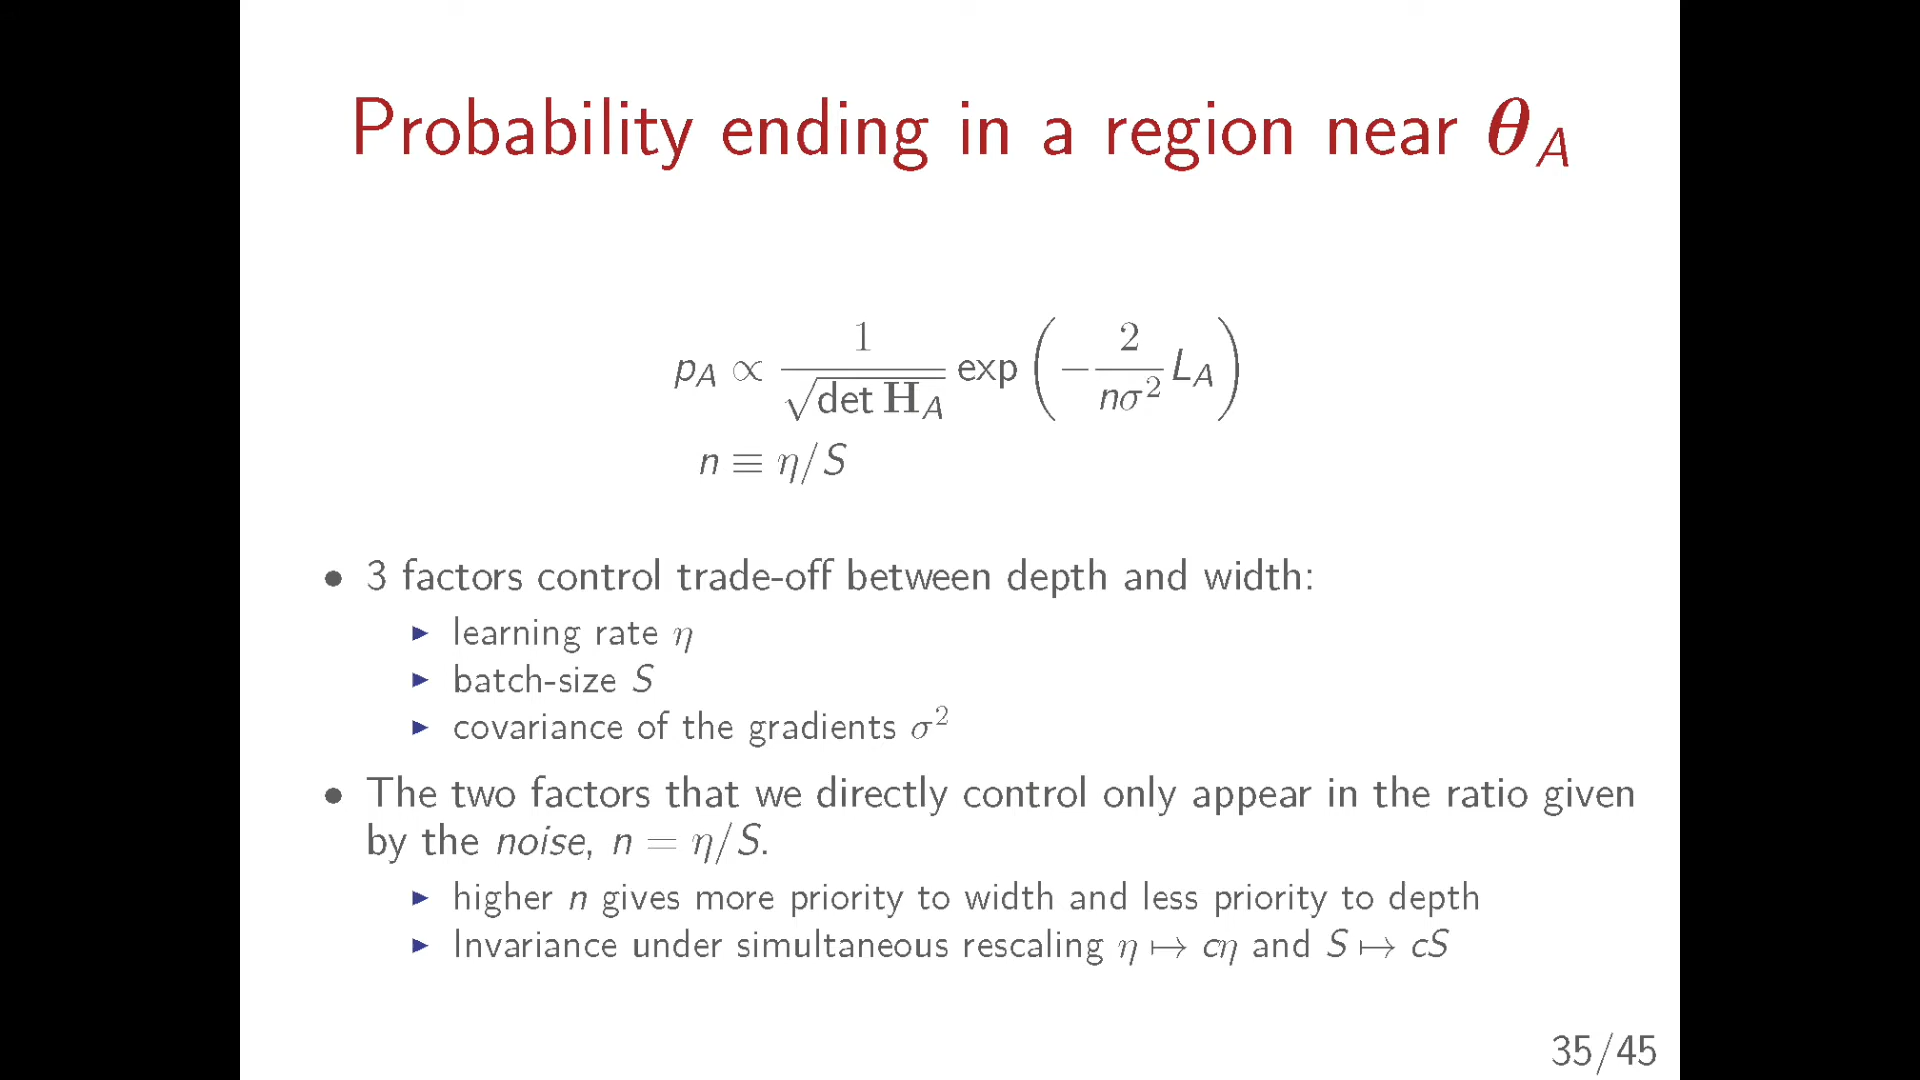 Probability ending in a region near θ_A
p_A ∝ 1/√(det H_A) exp(−2/(nσ²) L_A)
n ≡ η/S
• 3 factors control trade-off between depth and width:
▶ learning rate η
▶ batch-size S
▶ covariance of the gradients σ²
• The two factors that we directly control only appear in the ratio given
by the noise, n = η/S.
▶ higher n gives more priority to width and less priority to depth
▶ Invariance under simultaneous rescaling η ↦ cη and S ↦ cS
35/45